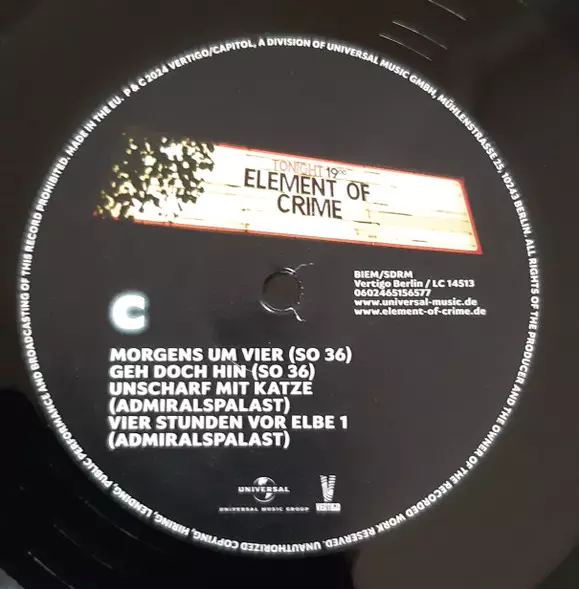 MADE IN THE EU. P & C 2024 VERTIGO/CAPITOL, A DIVISION OF UNIVERSAL MUSIC GMBH, MÜHLENSTRASSE 25, 10243 BERLIN. ALL RIGHTS OF THE PRODUCER AND THE OWNER OF THE RECORDED WORK RESERVED. UNAUTHORIZED COPYING, HIRING, LENDING, PUBLIC PERFORMANCE AND BROADCASTING OF THIS RECORD PROHIBITED.
TONIGHT 19⁰⁰
ELEMENT OF
CRIME
BIEM/SDRM
Vertigo Berlin / LC 14513
0602465156577
www.universal-music.de
www.element-of-crime.de
C
MORGENS UM VIER (SO 36)
GEH DOCH HIN (SO 36)
UNSCHARF MIT KATZE
(ADMIRALSPALAST)
VIER STUNDEN VOR ELBE 1
(ADMIRALSPALAST)
UNIVERSAL
UNIVERSAL MUSIC GROUP
VERTIGO